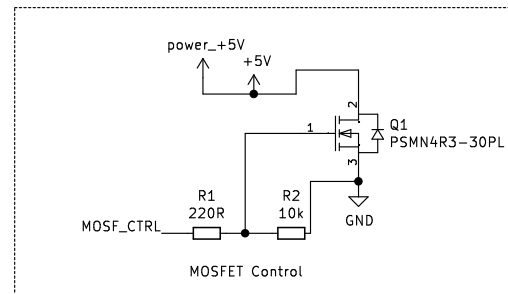 power_+5V
+5V
2
1
Q1
PSMN4R3-30PL
3
R1
220R
R2
10k
GND
MOSF_CTRL
MOSFET Control